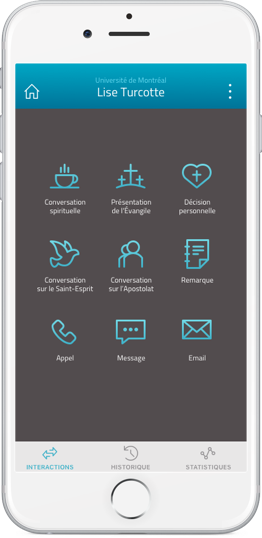 Université de Montréal
Lise Turcotte
Conversation
spirituelle
Présentation
de l'Évangile
Décision
personnelle
Conversation
sur le Saint-Esprit
Conversation
sur l'Apostolat
Remarque
Appel
Message
Email
INTERACTIONS
HISTORIQUE
STATISTIQUES